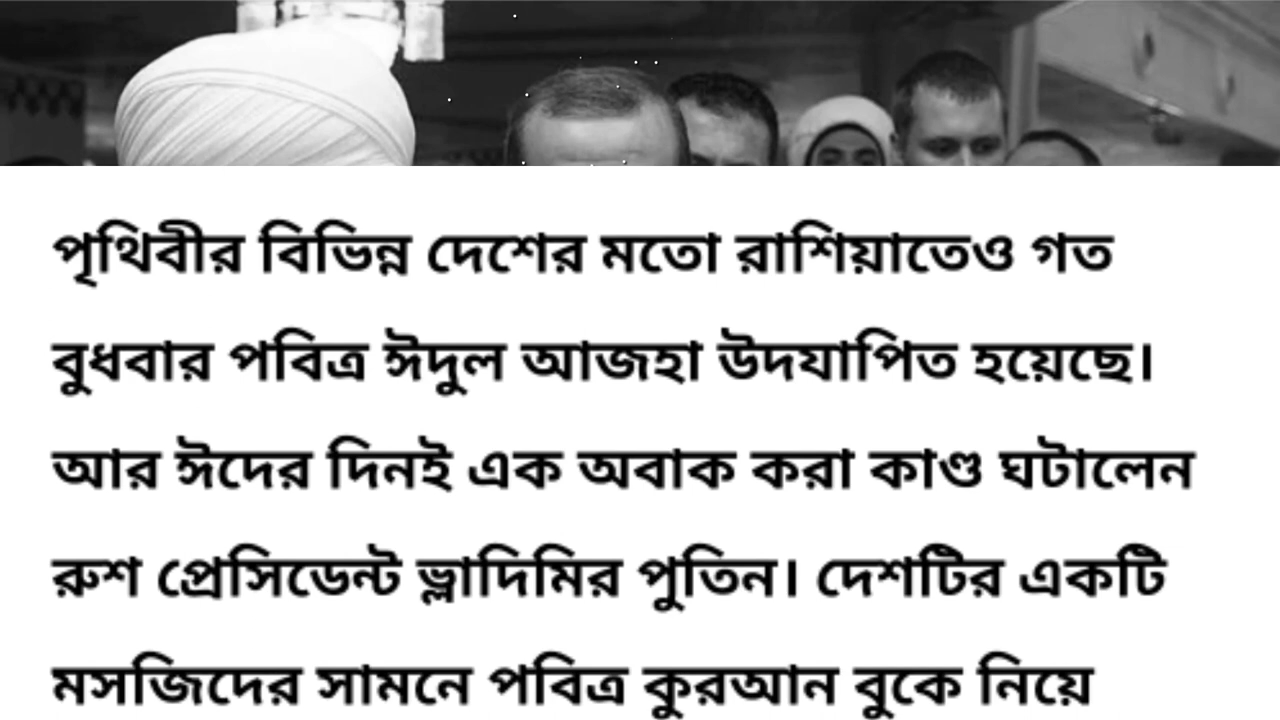 পৃথিবীর বিভিন্ন দেশের মতো রাশিয়াতেও গত
বুধবার পবিত্র ঈদুল আজহা উদযাপিত হয়েছে।
আর ঈদের দিনই এক অবাক করা কাণ্ড ঘটালেন
রুশ প্রেসিডেন্ট ভ্লাদিমির পুতিন। দেশটির একটি
মসজিদের সামনে পবিত্র কুরআন বুকে নিয়ে